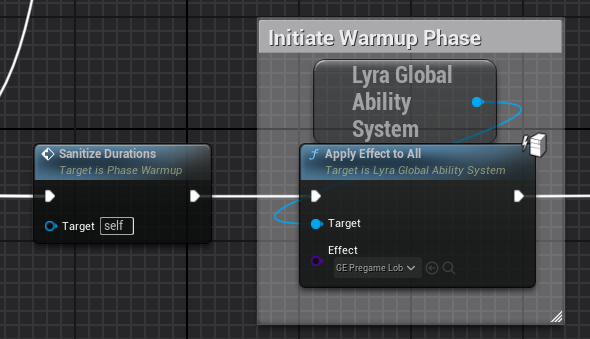 Initiate Warmup Phase
Lyra Global
Ability
System
Sanitize Durations
Target is Phase Warmup
Target self
Apply Effect to All
Target is Lyra Global Ability System
Target
Effect
GE Pregame Lob